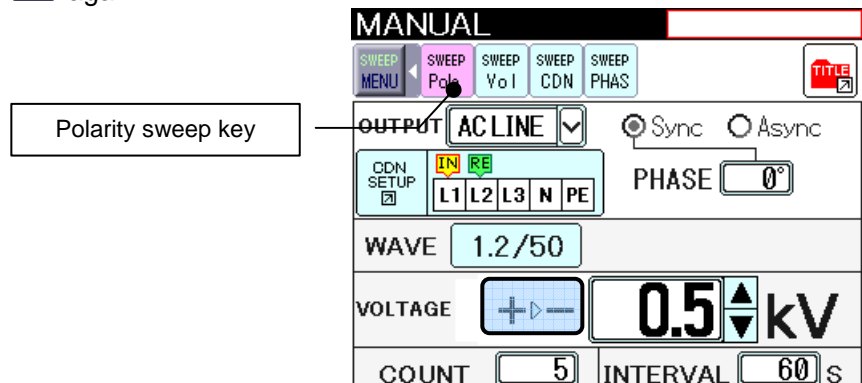 MANUAL
SWEEP MENU SWEEP Pola SWEEP Vol SWEEP CDN SWEEP PHAS TITLE
Polarity sweep key
OUTPUT AC LINE Sync Async
CDN SETUP IN RE
L1 L2 L3 N PE PHASE 0°
WAVE 1.2/50
VOLTAGE + ▷ − 0.5 kV
COUNT 5 INTERVAL 60 s